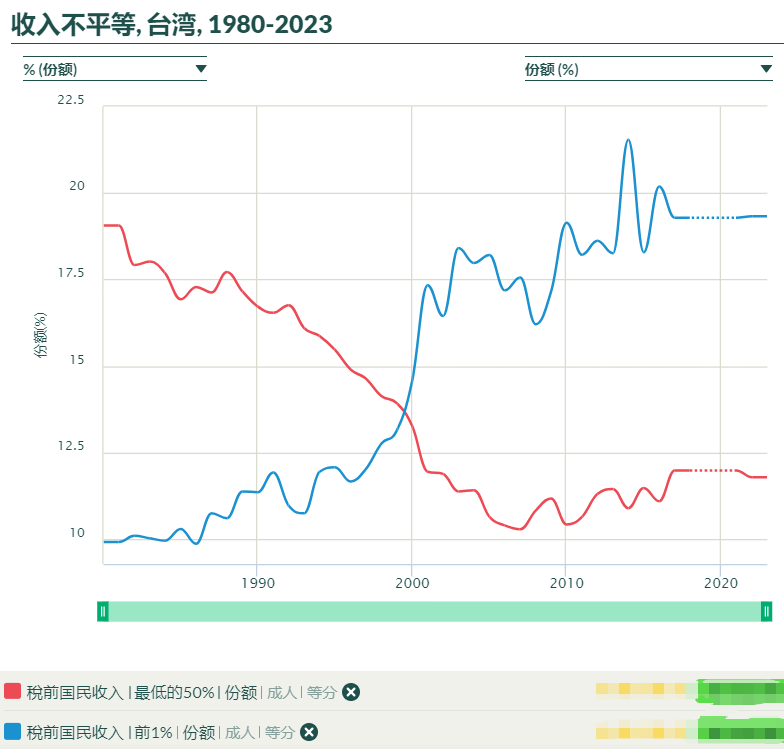 收入不平等, 台湾, 1980-2023
% (份额)
份额 (%)
22.5
20
17.5
15
12.5
10
份额(%)
1990
2000
2010
2020
税前国民收入 | 最低的50% | 份额 | 成人 | 等分
税前国民收入 | 前1% | 份额 | 成人 | 等分